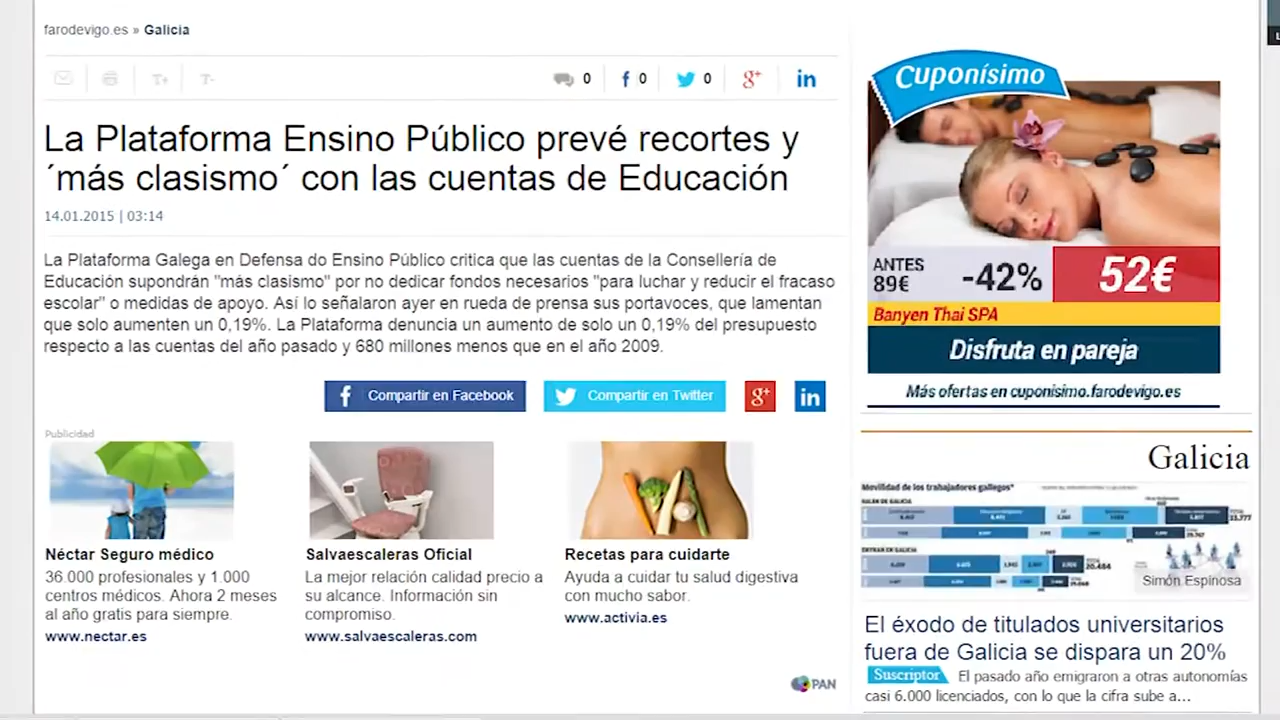 farodevigo.es » Galicia
T+ T-
0 f 0 0 g+ in
La Plataforma Ensino Público prevé recortes y
´más clasismo´ con las cuentas de Educación
14.01.2015 | 03:14
La Plataforma Galega en Defensa do Ensino Público critica que las cuentas de la Consellería de
Educación supondrán "más clasismo" por no dedicar fondos necesarios "para luchar y reducir el fracaso
escolar" o medidas de apoyo. Así lo señalaron ayer en rueda de prensa sus portavoces, que lamentan
que solo aumenten un 0,19%. La Plataforma denuncia un aumento de solo un 0,19% del presupuesto
respecto a las cuentas del año pasado y 680 millones menos que en el año 2009.
f Compartir en Facebook Compartir en Twitter g+ in
Publicidad
Néctar Seguro médico
36.000 profesionales y 1.000
centros médicos. Ahora 2 meses
al año gratis para siempre.
www.nectar.es
Salvaescaleras Oficial
La mejor relación calidad precio a
su alcance. Información sin
compromiso.
www.salvaescaleras.com
Recetas para cuidarte
Ayuda a cuidar tu salud digestiva
con mucho sabor.
www.activia.es
PAN
Cuponísimo
ANTES
89€
-42%
52€
Banyen Thai SPA
Disfruta en pareja
Más ofertas en cuponisimo.farodevigo.es
Galicia
Movilidad de los trabajadores gallegos*
SALEN DE GALICIA
ENTRAN EN GALICIA
20.484
Simón Espinosa
El éxodo de titulados universitarios
fuera de Galicia se dispara un 20%
Suscriptor El pasado año emigraron a otras autonomías
casi 6.000 licenciados, con lo que la cifra sube a...